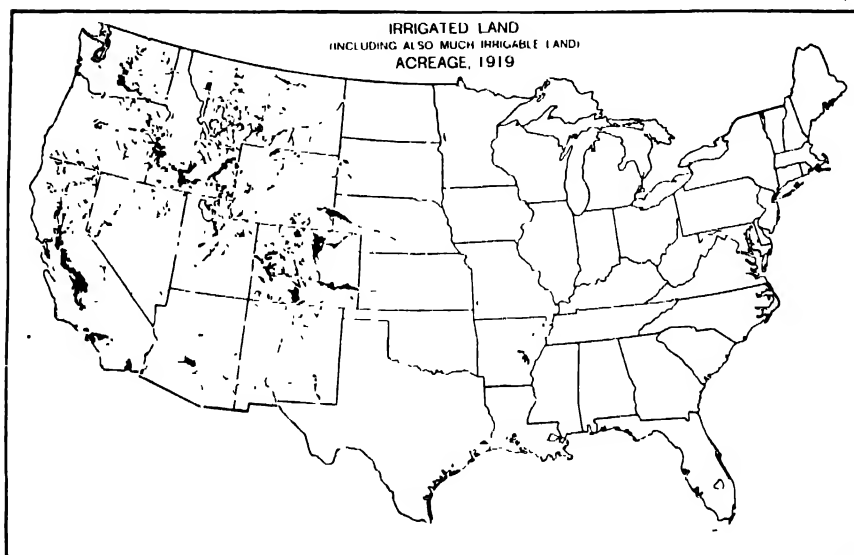 IRRIGATED LAND
(INCLUDING ALSO MUCH IRRIGABLE LAND)
ACREAGE, 1919